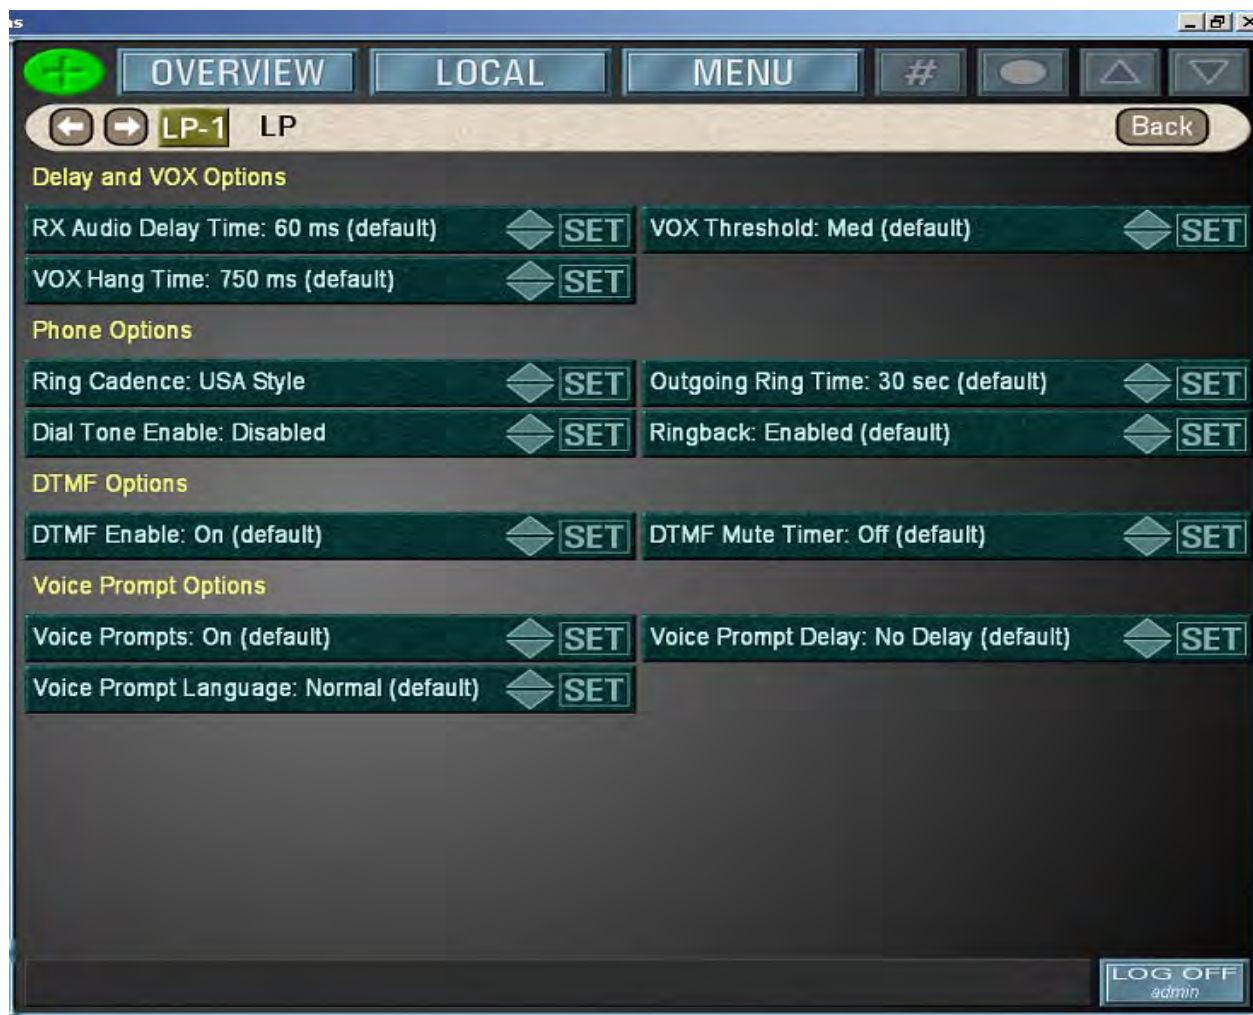 ns
OVERVIEW LOCAL MENU #
LP-1 LP Back
Delay and VOX Options
RX Audio Delay Time: 60 ms (default) SET VOX Threshold: Med (default) SET
VOX Hang Time: 750 ms (default) SET
Phone Options
Ring Cadence: USA Style SET Outgoing Ring Time: 30 sec (default) SET
Dial Tone Enable: Disabled SET Ringback: Enabled (default) SET
DTMF Options
DTMF Enable: On (default) SET DTMF Mute Timer: Off (default) SET
Voice Prompt Options
Voice Prompts: On (default) SET Voice Prompt Delay: No Delay (default) SET
Voice Prompt Language: Normal (default) SET
LOG OFF
admin